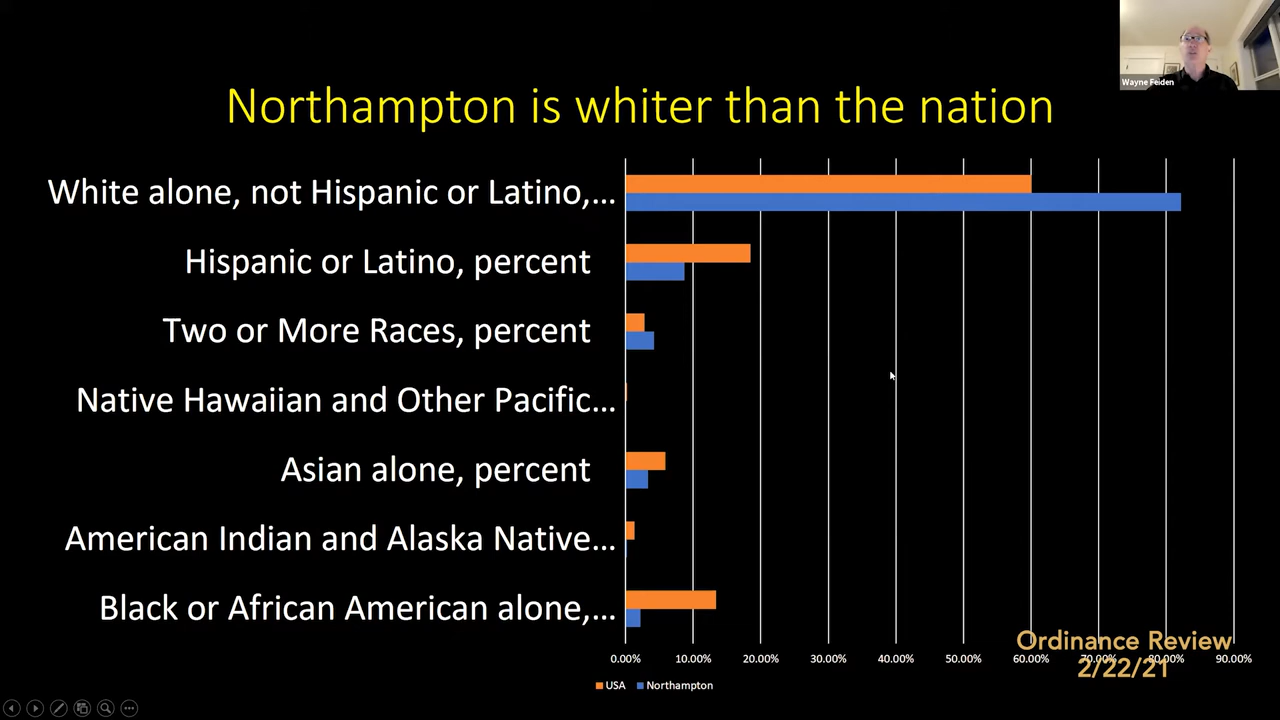 Wayne Feiden
Northampton is whiter than the nation
White alone, not Hispanic or Latino,...
Hispanic or Latino, percent
Two or More Races, percent
Native Hawaiian and Other Pacific...
Asian alone, percent
American Indian and Alaska Native...
Black or African American alone,...
0.00% 10.00% 20.00% 30.00% 40.00% 50.00% 60.00% 70.00% 80.00% 90.00%
USA Northampton
Ordinance Review
2/22/21